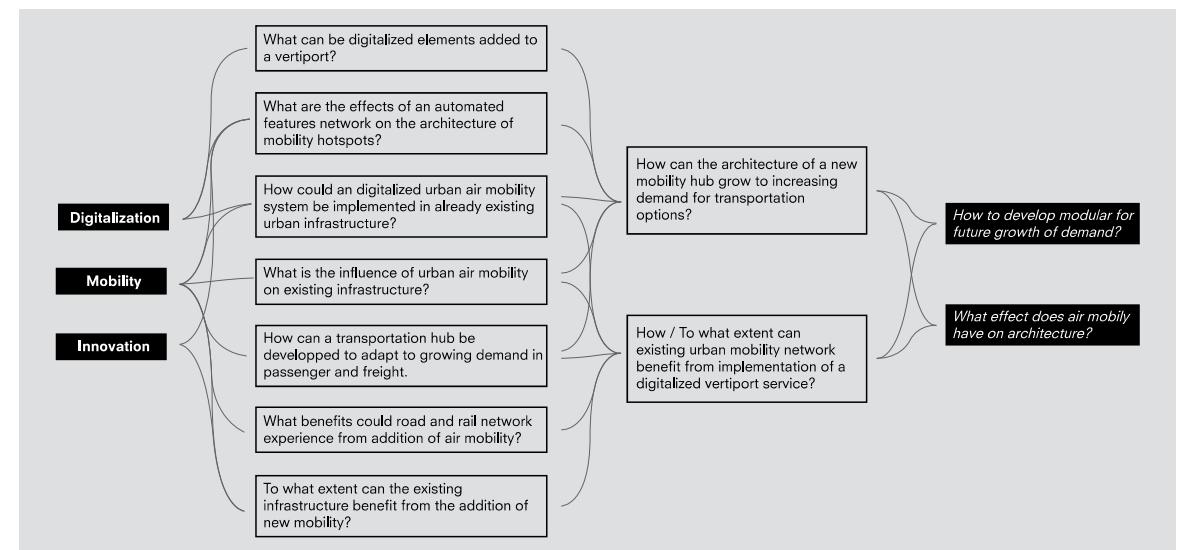 Digitalization
Mobility
Innovation
What can be digitalized elements added to
a vertiport?
What are the effects of an automated
features network on the architecture of
mobility hotspots?
How could an digitalized urban air mobility
system be implemented in already existing
urban infrastructure?
What is the influence of urban air mobility
on existing infrastructure?
How can a transportation hub be
developped to adapt to growing demand in
passenger and freight.
What benefits could road and rail network
experience from addition of air mobility?
To what extent can the existing
infrastructure benefit from the addition of
new mobility?
How can the architecture of a new
mobility hub grow to increasing
demand for transportation
options?
How / To what extent can
existing urban mobility network
benefit from implementation of a
digitalized vertiport service?
How to develop modular for
future growth of demand?
What effect does air mobily
have on architecture?